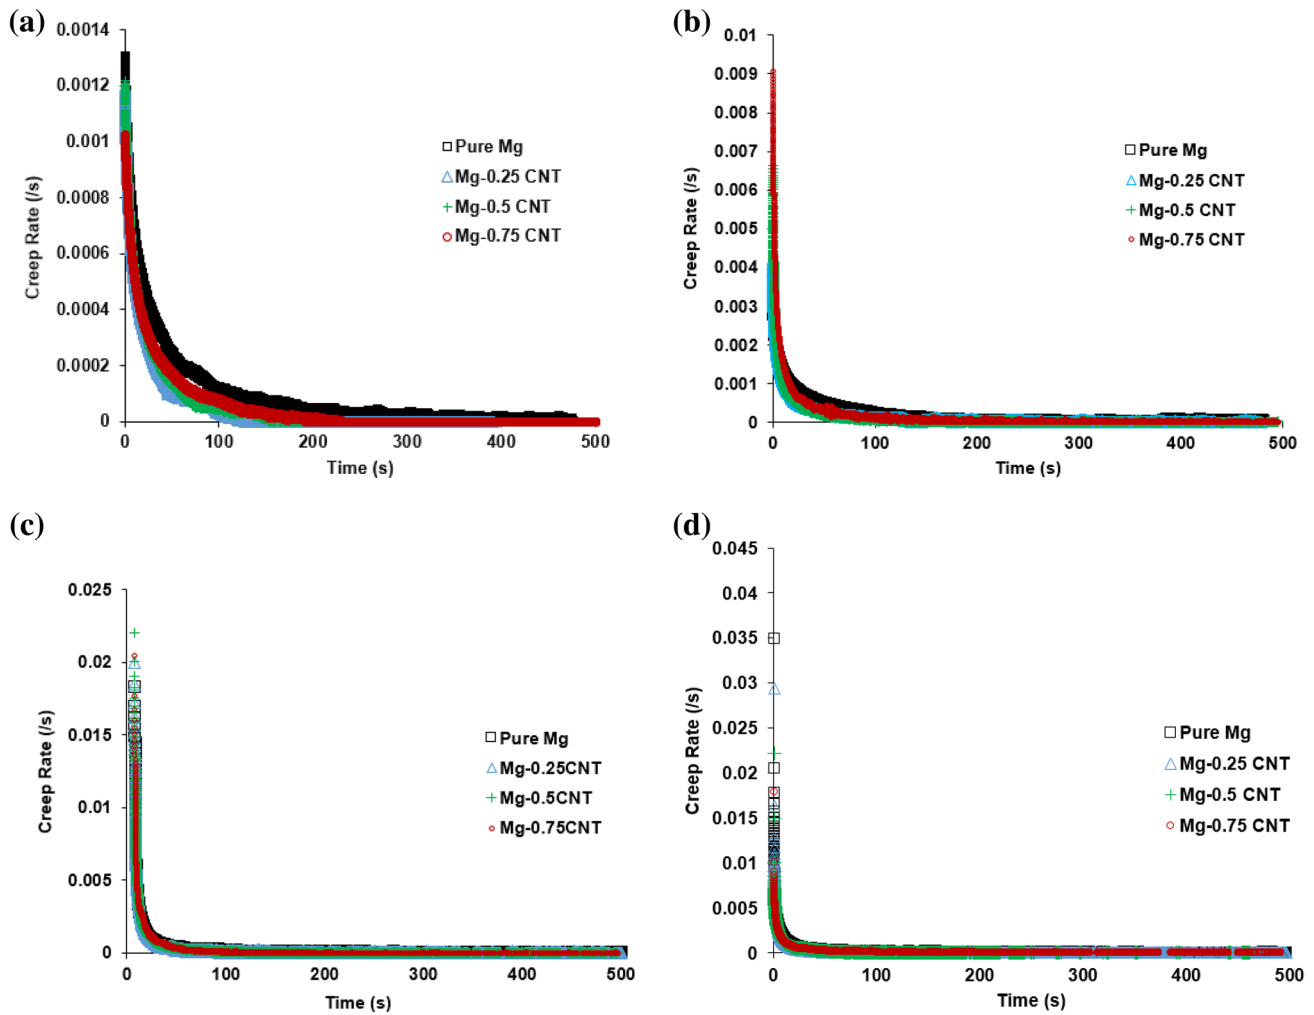 (a)
0.0014
0.0012
0.001
0.0008
0.0006
0.0004
0.0002
0
Creep Rate (/s)
Pure Mg
Mg-0.25 CNT
Mg-0.5 CNT
Mg-0.75 CNT
0 100 200 300 400 500
Time (s)
(b)
0.01
0.009
0.008
0.007
0.006
0.005
0.004
0.003
0.002
0.001
0
Creep Rate (/s)
Pure Mg
Mg-0.25 CNT
Mg-0.5 CNT
Mg-0.75 CNT
0 100 200 300 400 500
Time (s)
(c)
0.025
0.02
0.015
0.01
0.005
0
Creep Rate (/s)
Pure Mg
Mg-0.25CNT
Mg-0.5CNT
Mg-0.75CNT
0 100 200 300 400 500
Time (s)
(d)
0.045
0.04
0.035
0.03
0.025
0.02
0.015
0.01
0.005
0
Creep Rate (/s)
Pure Mg
Mg-0.25 CNT
Mg-0.5 CNT
Mg-0.75 CNT
0 100 200 300 400 500
Time (s)